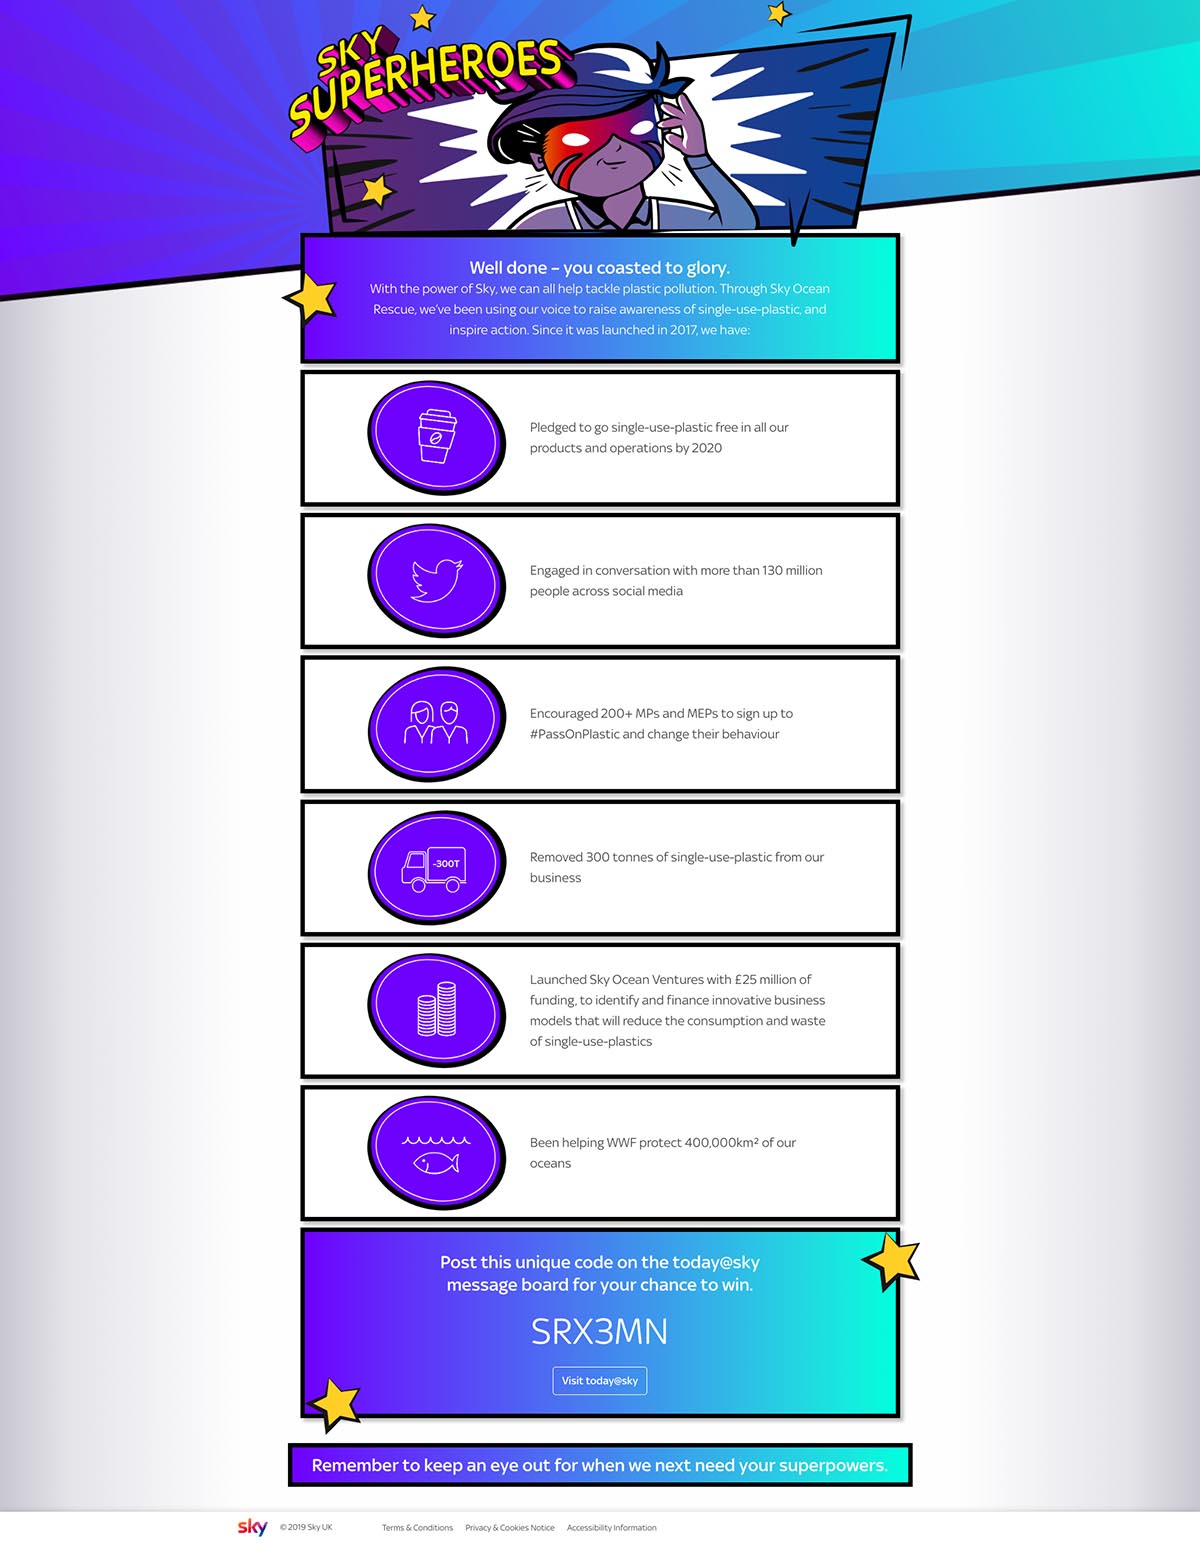 SKY
SUPERHEROES
Well done – you coasted to glory.
With the power of Sky, we can all help tackle plastic pollution. Through Sky Ocean
Rescue, we've been using our voice to raise awareness of single-use-plastic, and
inspire action. Since it was launched in 2017, we have:
Pledged to go single-use-plastic free in all our
products and operations by 2020
Engaged in conversation with more than 130 million
people across social media
Encouraged 200+ MPs and MEPs to sign up to
#PassOnPlastic and change their behaviour
-300T
Removed 300 tonnes of single-use-plastic from our
business
Launched Sky Ocean Ventures with £25 million of
funding, to identify and finance innovative business
models that will reduce the consumption and waste
of single-use-plastics
Been helping WWF protect 400,000km² of our
oceans
Post this unique code on the today@sky
message board for your chance to win.
SRX3MN
Visit today@sky
Remember to keep an eye out for when we next need your superpowers.
sky © 2019 Sky UK Terms & Conditions Privacy & Cookies Notice Accessibility Information